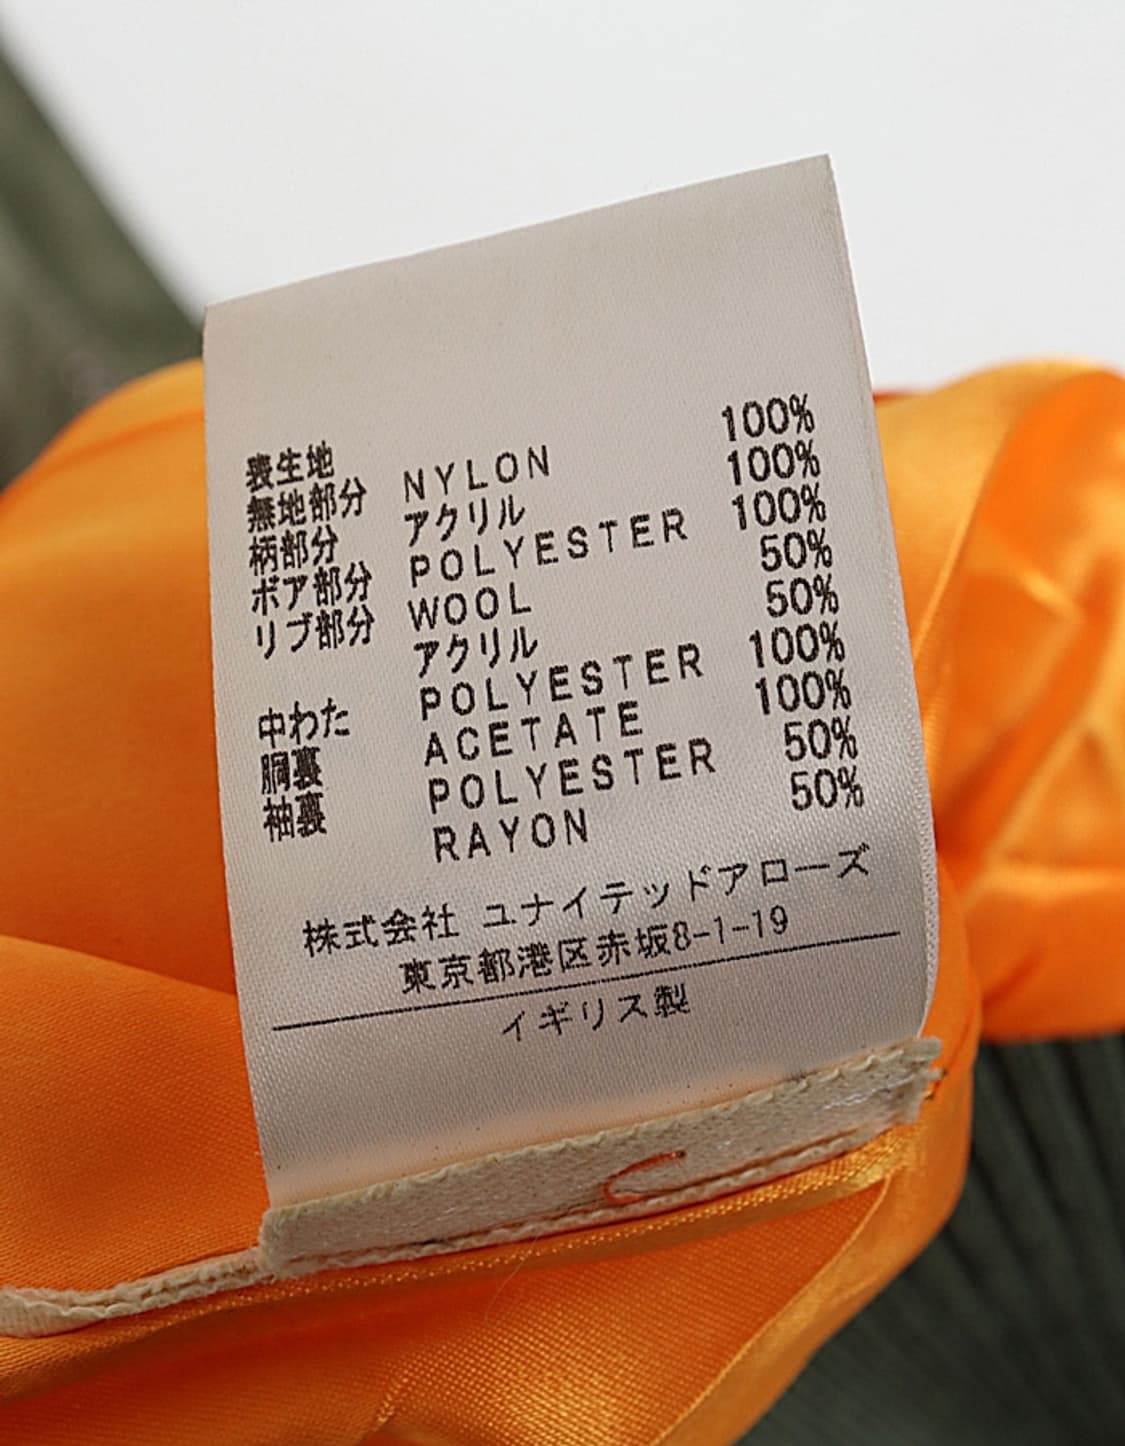 表生地
無地部分 NYLON 100%
柄部分 アクリル 100%
ボア部分 POLYESTER 100%
リブ部分 WOOL 50%
アクリル 50%
中わた POLYESTER 100%
胴裏 ACETATE 100%
袖裏 POLYESTER 50%
RAYON 50%
株式会社 ユナイテッドアローズ
東京都港区赤坂8-1-19
イギリス製